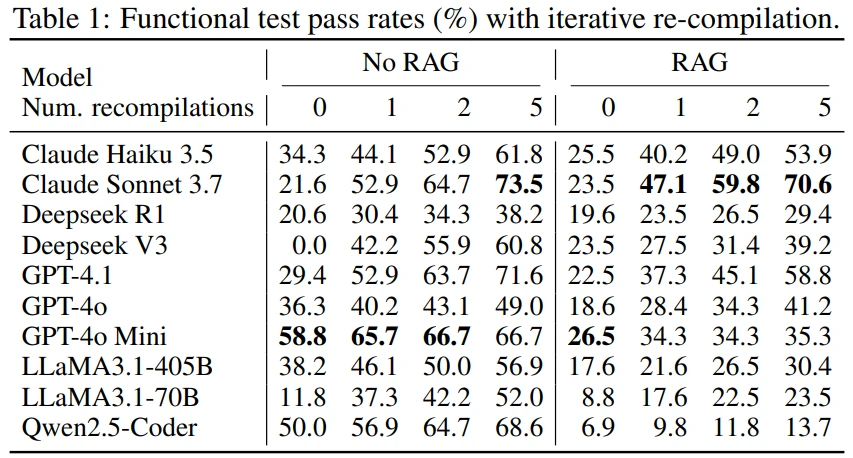 Table 1: Functional test pass rates (%) with iterative re-compilation.
Model No RAG RAG
Num. recompilations 0 1 2 5 0 1 2 5
Claude Haiku 3.5 34.3 44.1 52.9 61.8 25.5 40.2 49.0 53.9
Claude Sonnet 3.7 21.6 52.9 64.7 73.5 23.5 47.1 59.8 70.6
Deepseek R1 20.6 30.4 34.3 38.2 19.6 23.5 26.5 29.4
Deepseek V3 0.0 42.2 55.9 60.8 23.5 27.5 31.4 39.2
GPT-4.1 29.4 52.9 63.7 71.6 22.5 37.3 45.1 58.8
GPT-4o 36.3 40.2 43.1 49.0 18.6 28.4 34.3 41.2
GPT-4o Mini 58.8 65.7 66.7 66.7 26.5 34.3 34.3 35.3
LLaMA3.1-405B 38.2 46.1 50.0 56.9 17.6 21.6 26.5 30.4
LLaMA3.1-70B 11.8 37.3 42.2 52.0 8.8 17.6 22.5 23.5
Qwen2.5-Coder 50.0 56.9 64.7 68.6 6.9 9.8 11.8 13.7